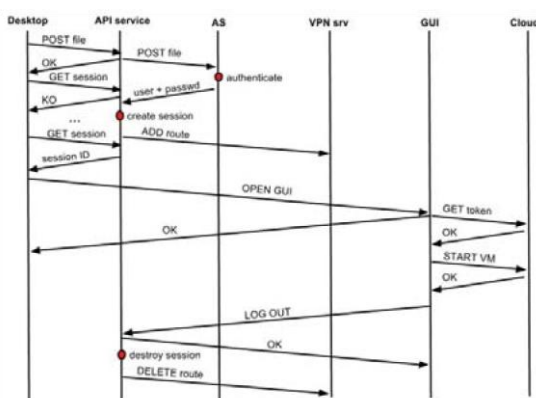 Desktop API service AS VPN srv GUI Cloud
POST file
POST file
OK
GET session
authenticate
user + passwd
KO
create session
...
GET session
ADD route
session ID
OPEN GUI
GET token
OK
OK
START VM
OK
LOG OUT
OK
destroy session
DELETE route